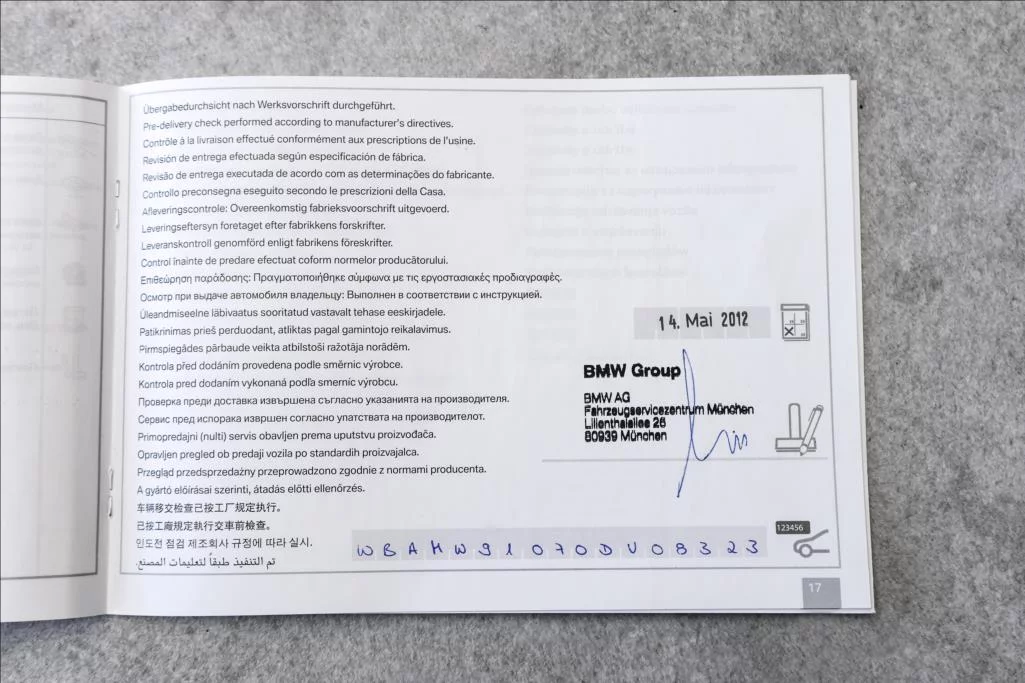 Übergabedurchsicht nach Werksvorschrift durchgeführt.
Pre-delivery check performed according to manufacturer's directives.
Contrôle à la livraison effectué conformément aux prescriptions de l'usine.
Revisión de entrega efectuada según especificación de fábrica.
Revisão de entrega executada de acordo com as determinações do fabricante.
Controllo preconsegna eseguito secondo le prescrizioni della Casa.
Afleveringscontrole: Overeenkomstig fabrieksvoorschrift uitgevoerd.
Leveringseftersyn foretaget efter fabrikkens forskrifter.
Leveranskontroll genomförd enligt fabrikens föreskrifter.
Control înainte de predare efectuat coform normelor producătorului.
Επιθεώρηση παράδοσης: Πραγματοποιήθηκε σύμφωνα με τις εργοστασιακές προδιαγραφές.
Осмотр при выдаче автомобиля владельцу: Выполнен в соответствии с инструкцией.
Üleandmiseelne läbivaatus sooritatud vastavalt tehase eeskirjadele.
Patikrinimas prieš perduodant, atliktas pagal gamintojo reikalavimus.
Pirmspiegādes pārbaude veikta atbilstoši ražotāja norādēm.
Kontrola před dodáním provedena podle směrnic výrobce.
Kontrola pred dodaním vykonaná podľa smerníc výrobcu.
Проверка преди доставка извършена съгласно указанията на производителя.
Сервис пред испорака извршен согласно упатствата на производителот.
Primopredajni (nulti) servis obavljen prema uputstvu proizvođača.
Opravljen pregled ob predaji vozila po standardih proizvajalca.
Przegląd przedsprzedażny przeprowadzono zgodnie z normami producenta.
A gyártó előírásai szerinti, átadás előtti ellenőrzés.
车辆移交检查已按工厂规定执行。
已按工廠規定執行交車前檢查。
인도전 점검 제조회사 규정에 따라 실시.
تم التنفيذ طبقاً لتعليمات المصنع.
14. Mai 2012
BMW Group
BMW AG
Fahrzeugservicezentrum München
Lilienthalallee 26
80939 München
123456
WBAMW91070DV08323
17